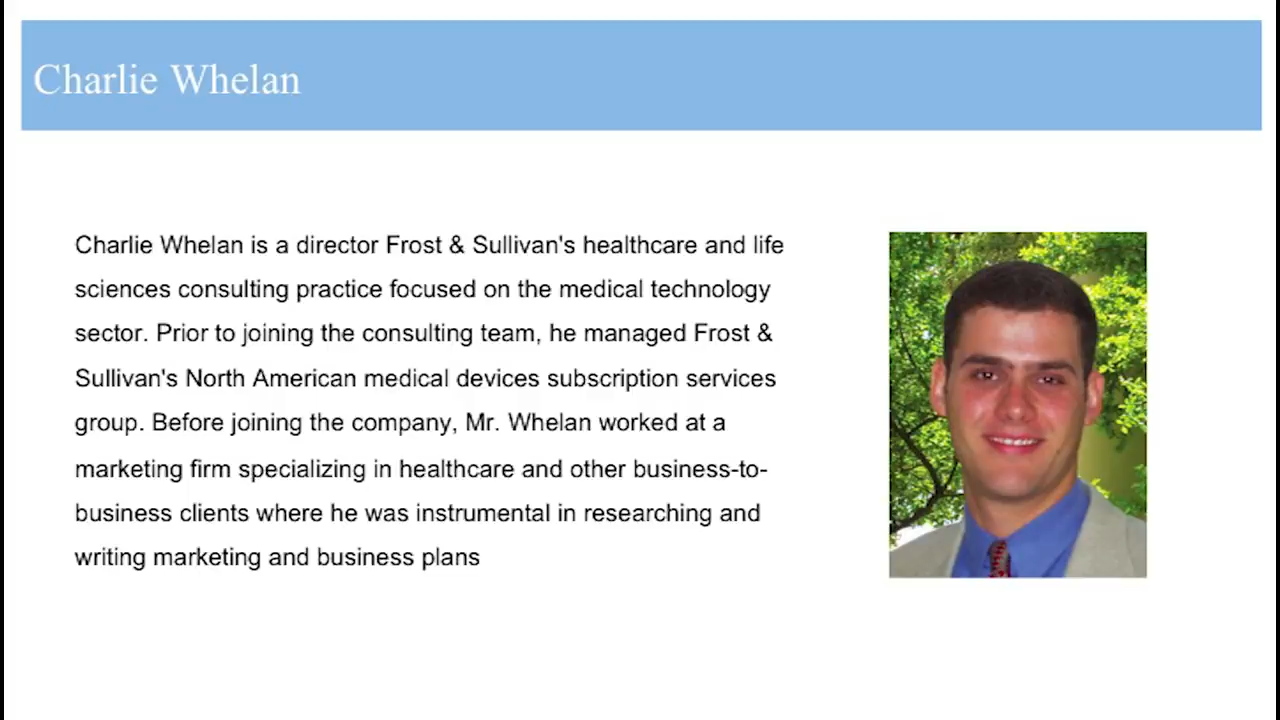 Charlie Whelan
Charlie Whelan is a director Frost & Sullivan's healthcare and life
sciences consulting practice focused on the medical technology
sector. Prior to joining the consulting team, he managed Frost &
Sullivan's North American medical devices subscription services
group. Before joining the company, Mr. Whelan worked at a
marketing firm specializing in healthcare and other business-to-
business clients where he was instrumental in researching and
writing marketing and business plans